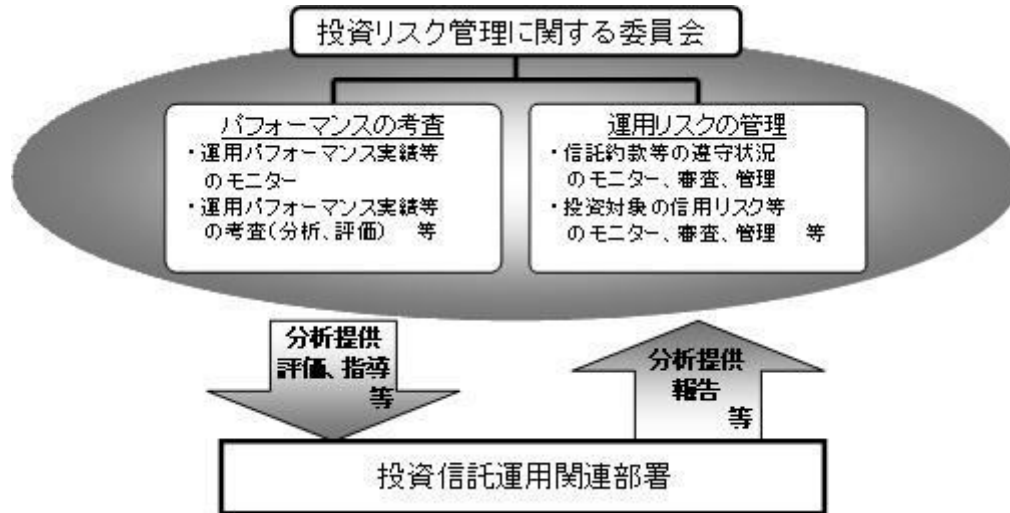 投資リスク管理に関する委員会
パフォーマンスの考査
・運用パフォーマンス実績等
のモニター
・運用パフォーマンス実績等
の考査(分析、評価) 等
運用リスクの管理
・信託約款等の遵守状況
のモニター、審査、管理
・投資対象の信用リスク等
のモニター、審査、管理 等
分析提供
評価、指導
等
分析提供
報告
等
投資信託運用関連部署